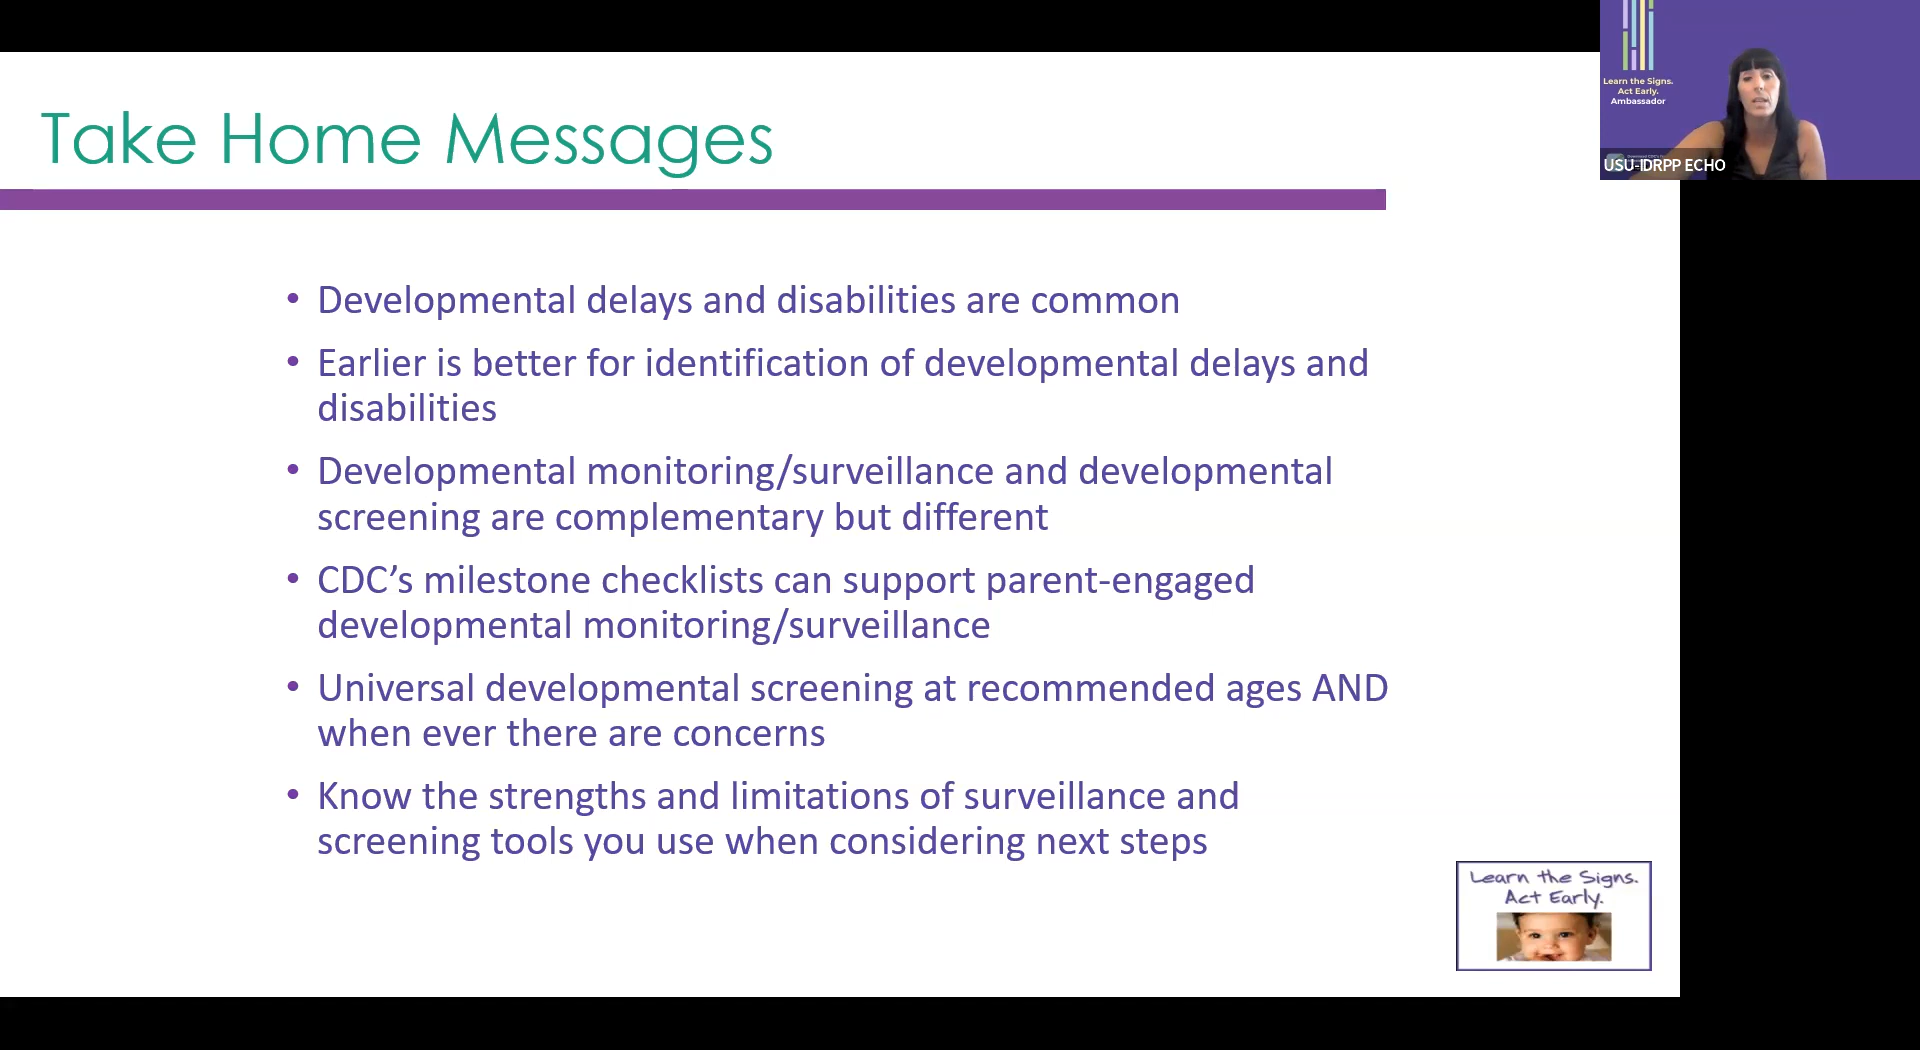 Take Home Messages
• Developmental delays and disabilities are common
• Earlier is better for identification of developmental delays and
disabilities
• Developmental monitoring/surveillance and developmental
screening are complementary but different
• CDC’s milestone checklists can support parent-engaged
developmental monitoring/surveillance
• Universal developmental screening at recommended ages AND
when ever there are concerns
• Know the strengths and limitations of surveillance and
screening tools you use when considering next steps
Learn the Signs.
Act Early.
Learn the Signs.
Act Early.
Ambassador
USU-IDRPP ECHO